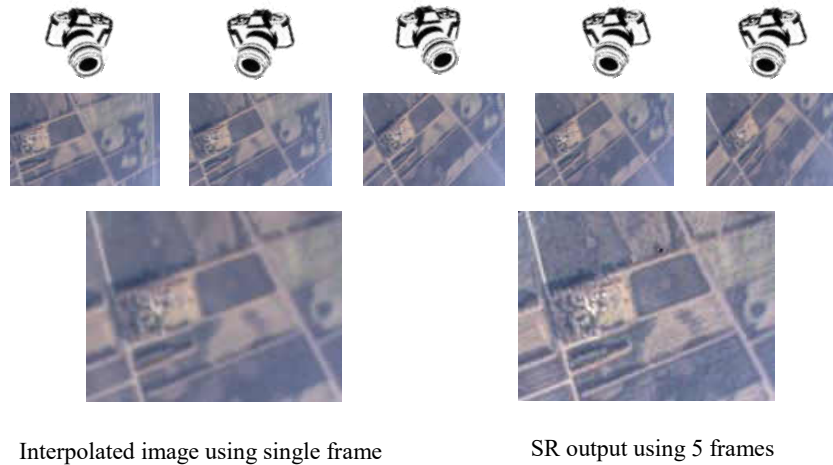 Interpolated image using single frame
SR output using 5 frames